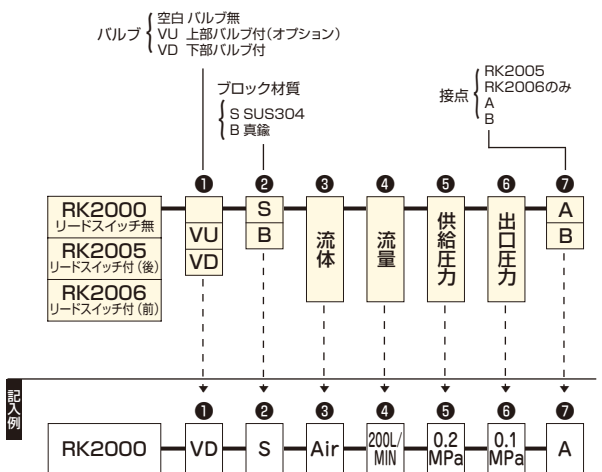 バルブ
空白 バルブ無
VU 上部バルブ付(オプション)
VD 下部バルブ付
ブロック材質
S SUS304
B 真鍮
接点
RK2005
RK2006のみ
A
B
❶ ❷ ❸ ❹ ❺ ❻ ❼
RK2000
リードスイッチ無
RK2005
リードスイッチ付(後)
RK2006
リードスイッチ付(前)
VU
VD
S
B
流体
流量
供給圧力
出口圧力
A
B
記入例
❶ ❷ ❸ ❹ ❺ ❻ ❼
RK2000 VD S Air 200L/MIN 0.2MPa 0.1MPa A